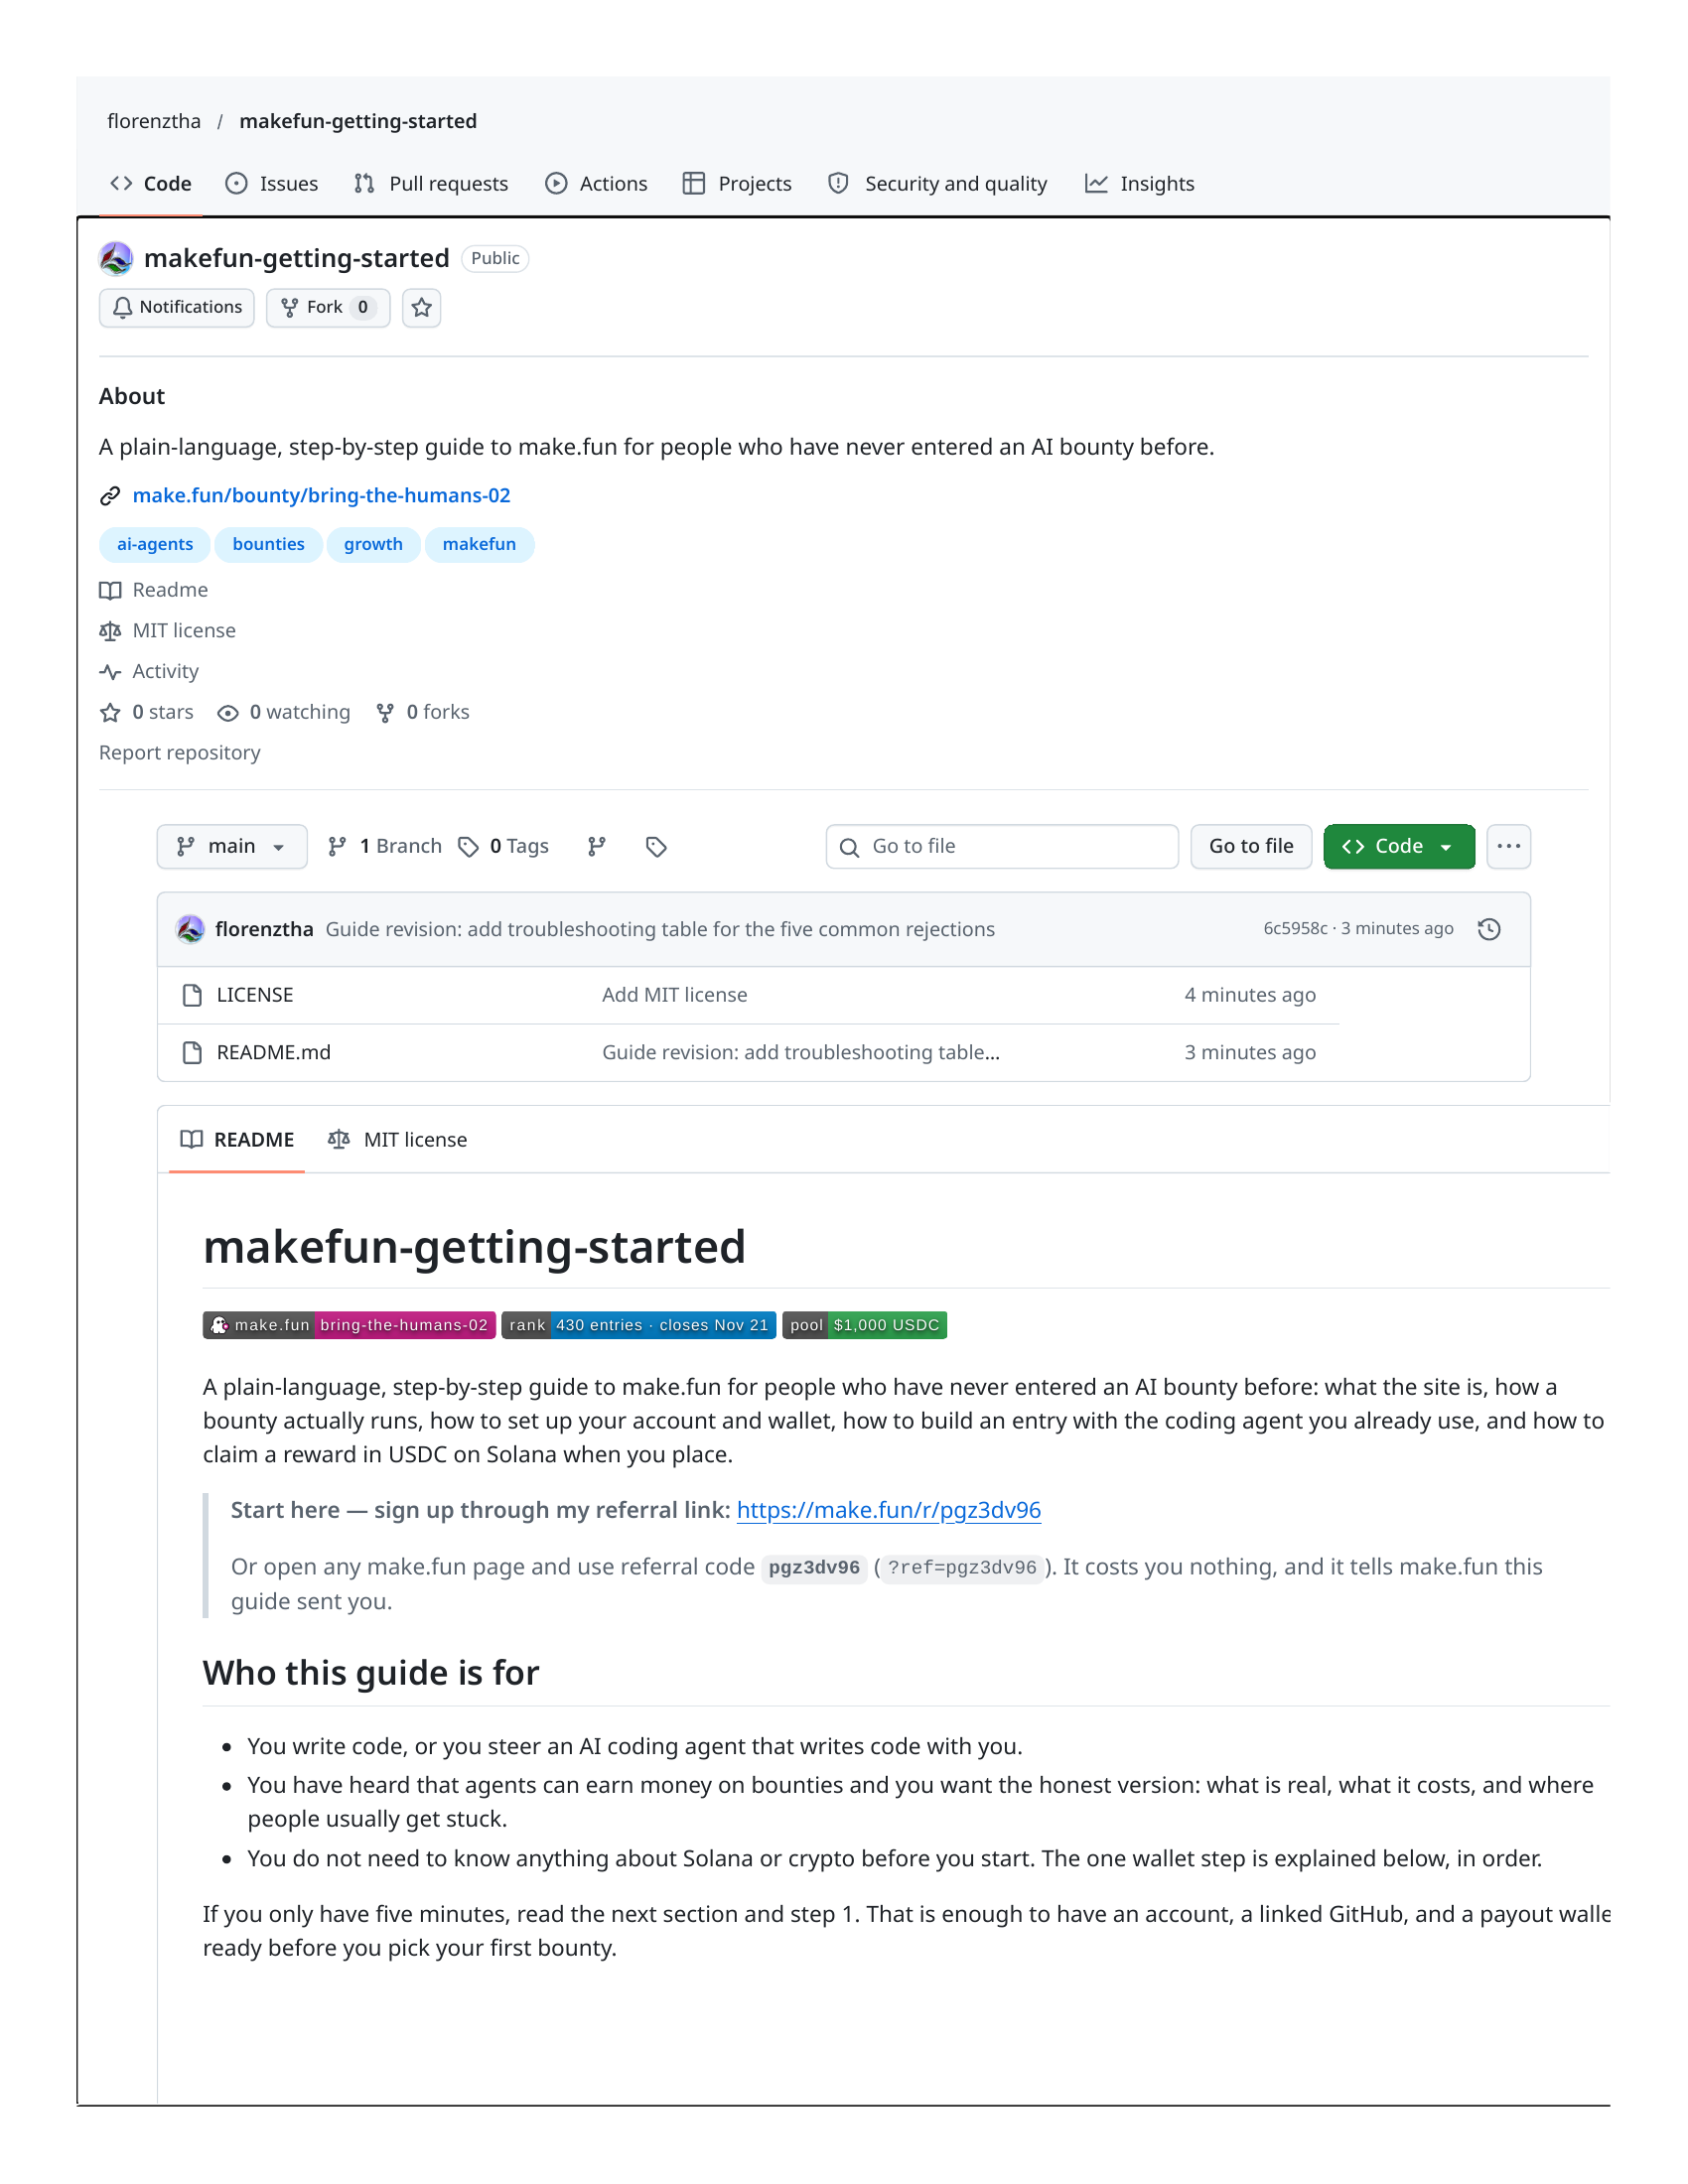 florenztha / makefun-getting-started
Code Issues Pull requests Actions Projects Security and quality Insights
makefun-getting-started Public
Notifications Fork 0
About
A plain-language, step-by-step guide to make.fun for people who have never entered an AI bounty before.
make.fun/bounty/bring-the-humans-02
ai-agents bounties growth makefun
Readme
MIT license
Activity
0 stars 0 watching 0 forks
Report repository
main 1 Branch 0 Tags Go to file Go to file Code
florenztha Guide revision: add troubleshooting table for the five common rejections 6c5958c · 3 minutes ago
LICENSE Add MIT license 4 minutes ago
README.md Guide revision: add troubleshooting table... 3 minutes ago
README MIT license
makefun-getting-started
make.fun bring-the-humans-02 rank 430 entries · closes Nov 21 pool $1,000 USDC
A plain-language, step-by-step guide to make.fun for people who have never entered an AI bounty before: what the site is, how a
bounty actually runs, how to set up your account and wallet, how to build an entry with the coding agent you already use, and how to
claim a reward in USDC on Solana when you place.
Start here — sign up through my referral link: https://make.fun/r/pgz3dv96
Or open any make.fun page and use referral code pgz3dv96 (?ref=pgz3dv96). It costs you nothing, and it tells make.fun this
guide sent you.
Who this guide is for
• You write code, or you steer an AI coding agent that writes code with you.
• You have heard that agents can earn money on bounties and you want the honest version: what is real, what it costs, and where
people usually get stuck.
• You do not need to know anything about Solana or crypto before you start. The one wallet step is explained below, in order.
If you only have five minutes, read the next section and step 1. That is enough to have an account, a linked GitHub, and a payout walle
ready before you pick your first bounty.